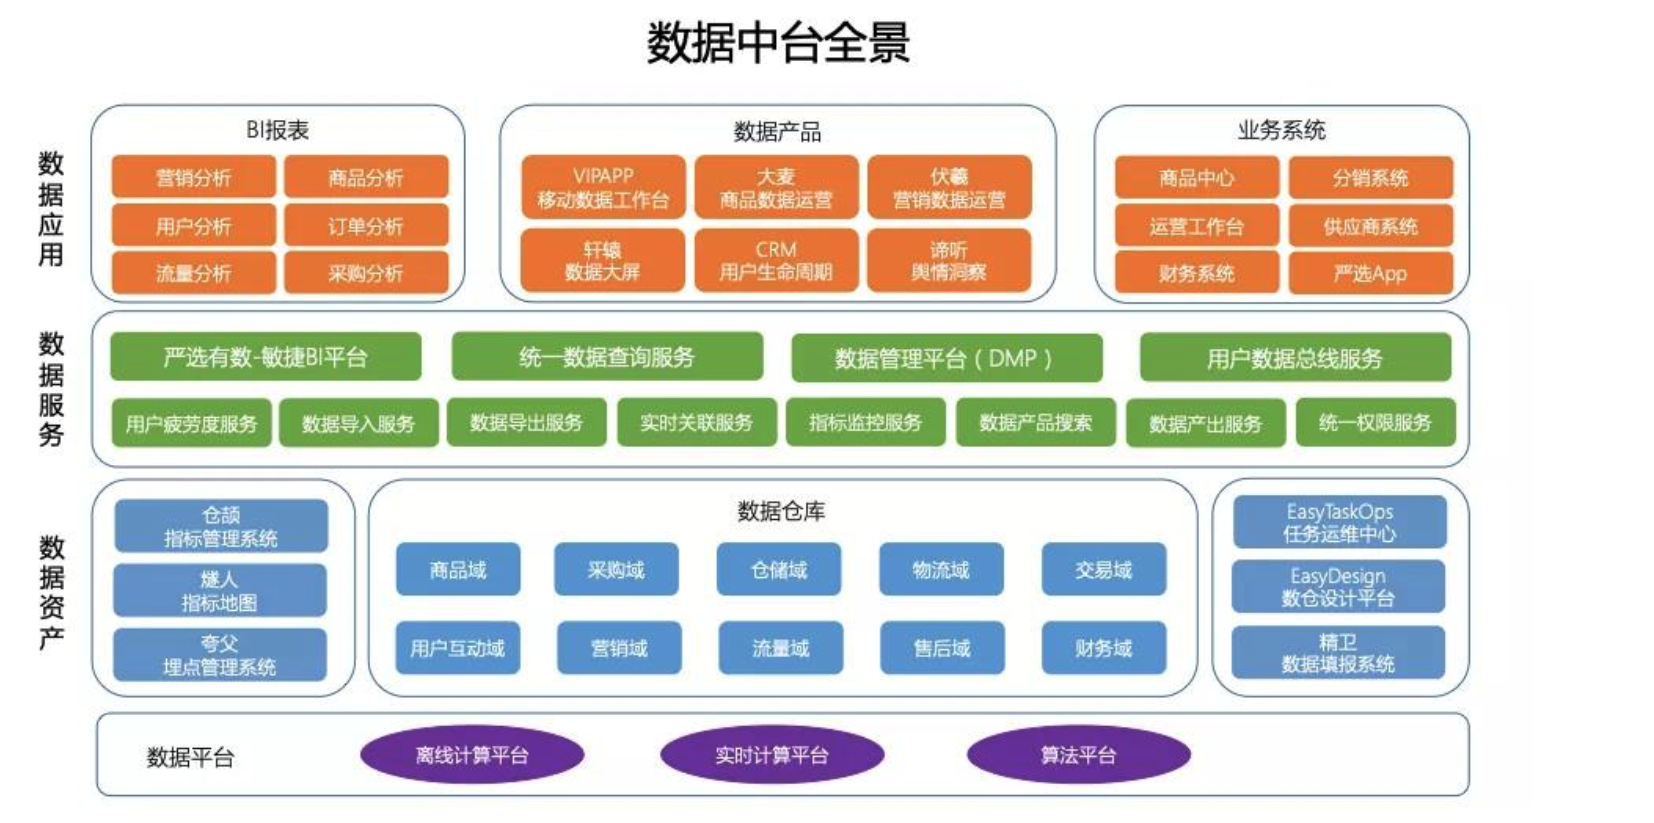 数据中台全景
数据应用
BI报表
营销分析
商品分析
用户分析
订单分析
流量分析
采购分析
数据产品
VIPAPP
移动数据工作台
大麦
商品数据运营
伏羲
营销数据运营
轩辕
数据大屏
CRM
用户生命周期
谛听
舆情洞察
业务系统
商品中心
分销系统
运营工作台
供应商系统
财务系统
严选App
数据服务
严选有数-敏捷BI平台
统一数据查询服务
数据管理平台（DMP）
用户数据总线服务
用户疲劳度服务
数据导入服务
数据导出服务
实时关联服务
指标监控服务
数据产品搜索
数据产出服务
统一权限服务
数据资产
仓颉
指标管理系统
燧人
指标地图
夸父
埋点管理系统
数据仓库
商品域
采购域
仓储域
物流域
交易域
用户互动域
营销域
流量域
售后域
财务域
EasyTaskOps
任务运维中心
EasyDesign
数仓设计平台
精卫
数据填报系统
数据平台
离线计算平台
实时计算平台
算法平台